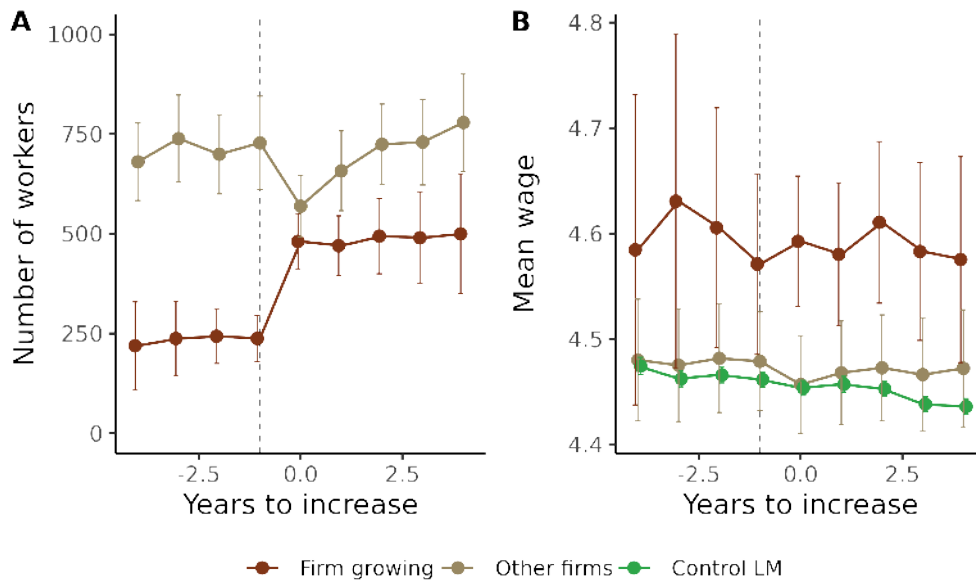 A
Number of workers
1000
750
500
250
0
-2.5 0.0 2.5
Years to increase
B
Mean wage
4.8
4.7
4.6
4.5
4.4
-2.5 0.0 2.5
Years to increase
Firm growing Other firms Control LM